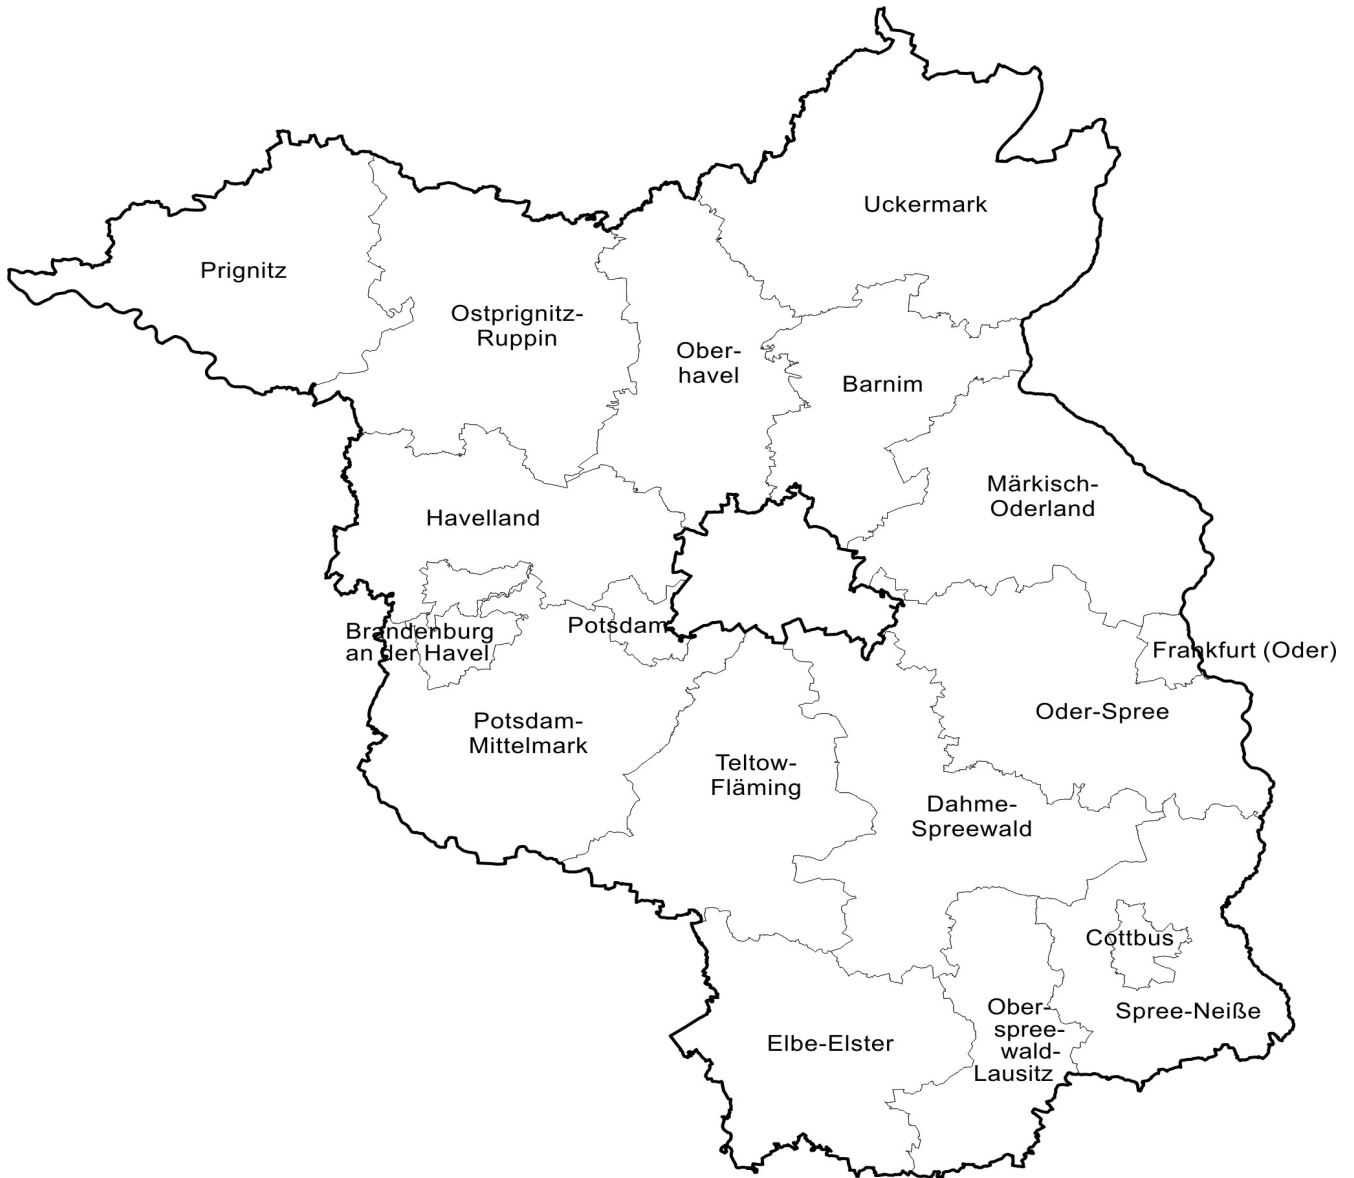 Uckermark
Prignitz
Ostprignitz-
Ruppin
Ober-
havel
Barnim
Märkisch-
Oderland
Havelland
Brandenburg
an der Havel
Potsdam
Frankfurt (Oder)
Oder-Spree
Potsdam-
Mittelmark
Teltow-
Fläming
Dahme-
Spreewald
Cottbus
Spree-Neiße
Ober-
spree-
wald-
Lausitz
Elbe-Elster